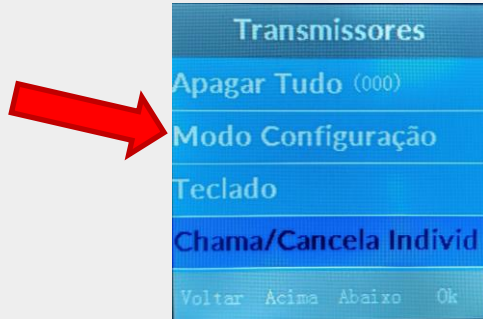 Transmissores
Apagar Tudo (000)
Modo Configuração
Teclado
Chama/Cancela Individ
Voltar Acima Abaixo Ok